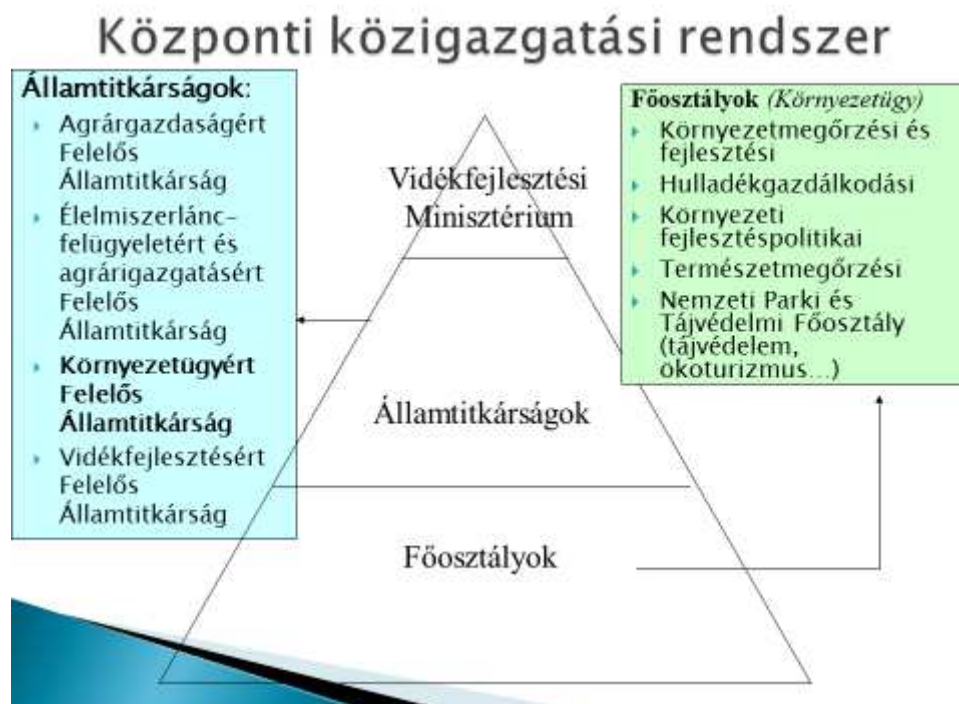 Központi közigazgatási rendszer
Államtitkárságok:
Agrárgazdaságért
Felelős
Államtitkárság
Élelmiszerlánc-
felügyeletért és
agrárigazgatásért
Felelős
Államtitkárság
Környezetügyért
Felelős
Államtitkárság
Vidékfejlesztésért
Felelős
Államtitkárság
Vidékfejlesztési
Minisztérium
Államtitkárságok
Főosztályok
Főosztályok (Környezetügy)
Környezetmegőrzési és
fejlesztési
Hulladékgazdálkodási
Környezeti
fejlesztéspolitikai
Természetmegőrzési
Nemzeti Parki és
Tájvédelmi Főosztály
(tájvédelem,
ökoturizmus...)